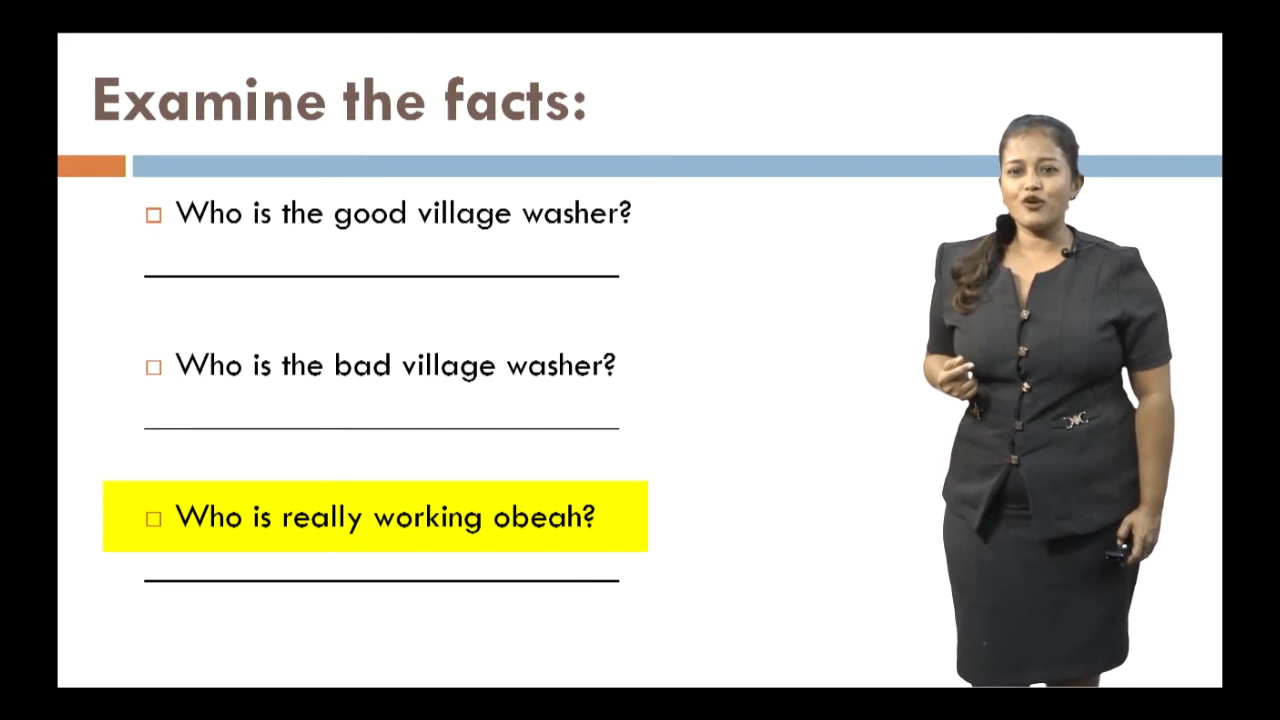 Examine the facts:
Who is the good village washer?
Who is the bad village washer?
Who is really working obeah?